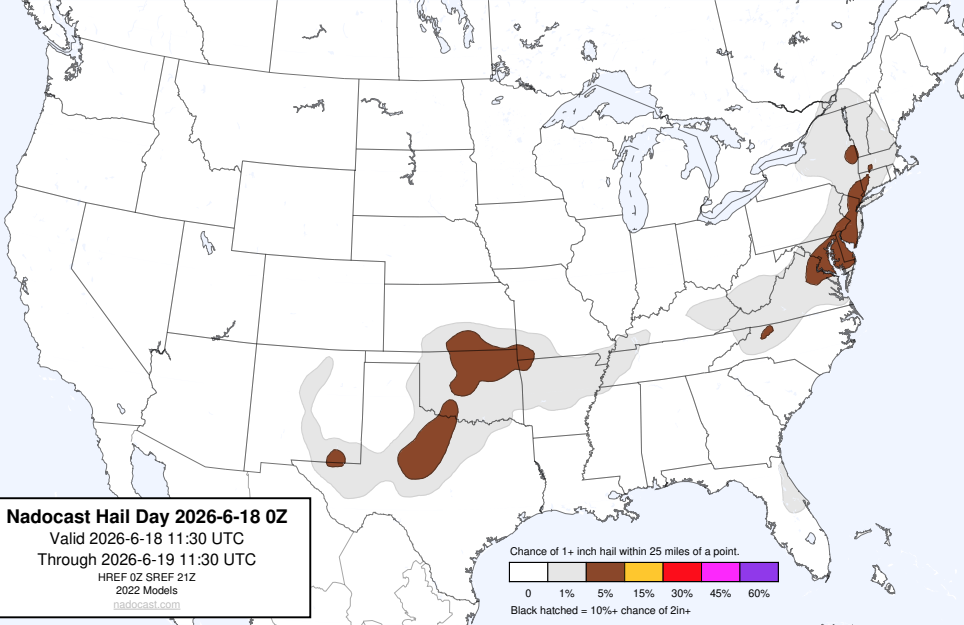 Nadocast Hail Day 2026-6-18 0Z
Valid 2026-6-18 11:30 UTC
Through 2026-6-19 11:30 UTC
HREF 0Z SREF 21Z
2022 Models
nadocast.com
Chance of 1+ inch hail within 25 miles of a point.
0 1% 5% 15% 30% 45% 60%
Black hatched = 10%+ chance of 2in+